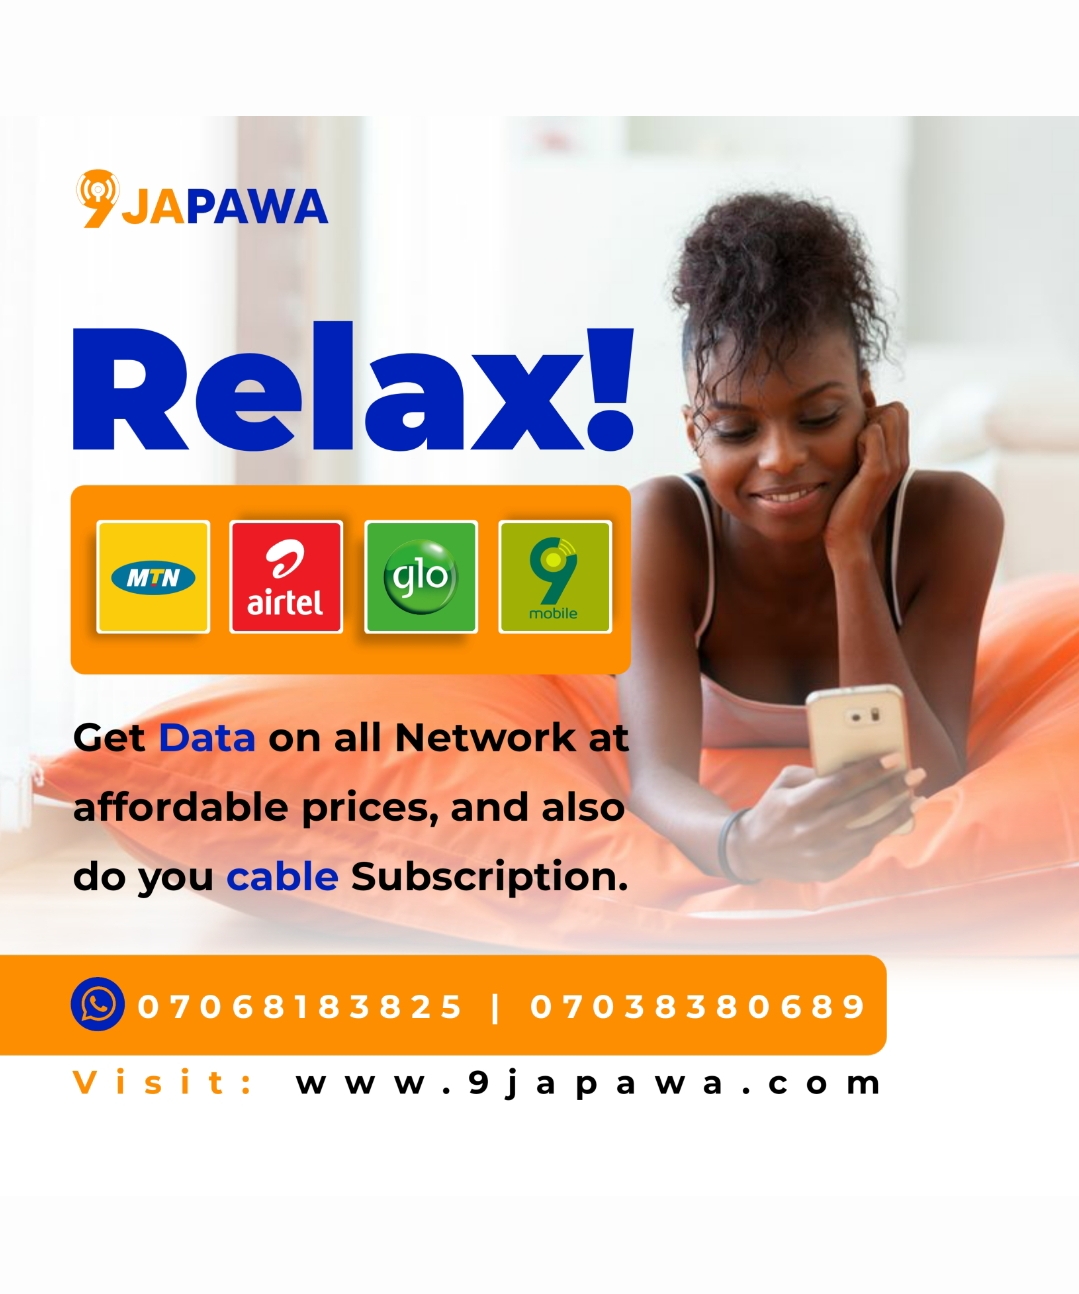 9JAPAWA
Relax!
MTN
airtel
glo
9
mobile
Get Data on all Network at
affordable prices, and also
do you cable Subscription.
07068183825 | 07038380689
Visit: www.9japawa.com